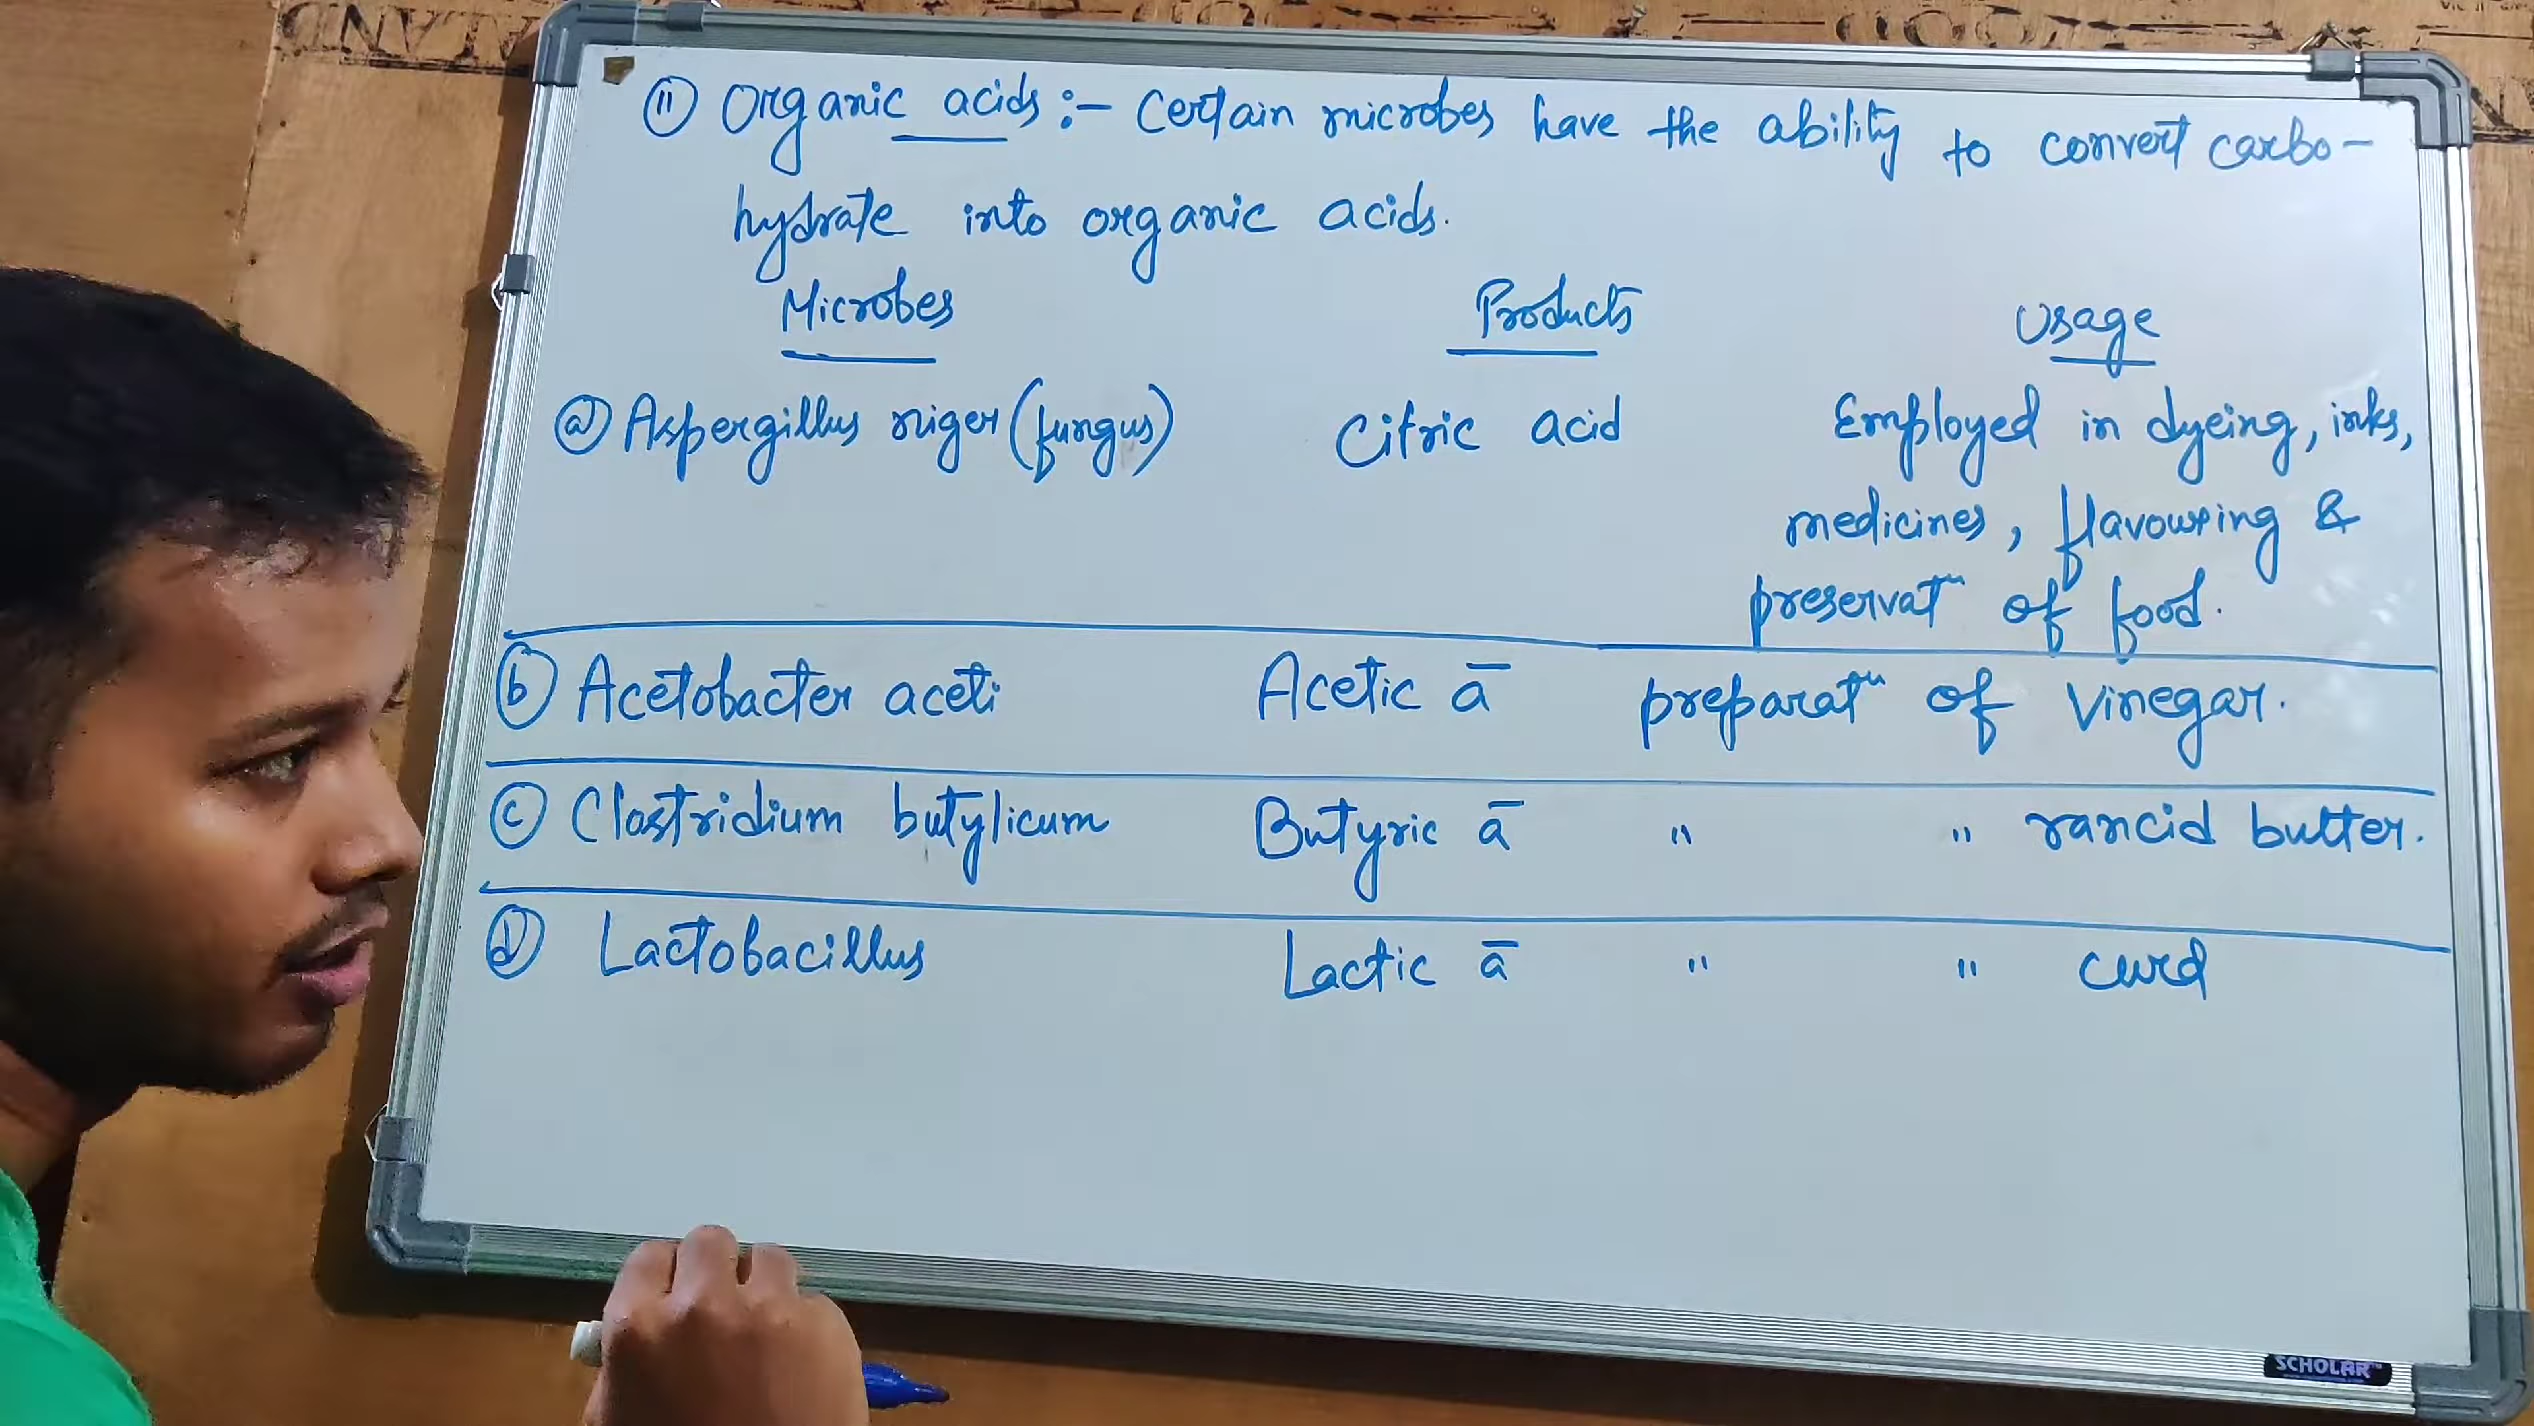 (ii) Organic acids :- Certain microbes have the ability to convert carbo-
hydrate into organic acids.
Microbes Products Usage
(a) Aspergillus niger (fungus) Citric acid Employed in dyeing, inks,
medicines, flavouring &
preservatⁿ of food.
(b) Acetobacter aceti Acetic ā preparatⁿ of Vinegar.
(c) Clostridium butylicum Butyric ā " " rancid butter.
(d) Lactobacillus Lactic ā " " curd
SCHOLAR